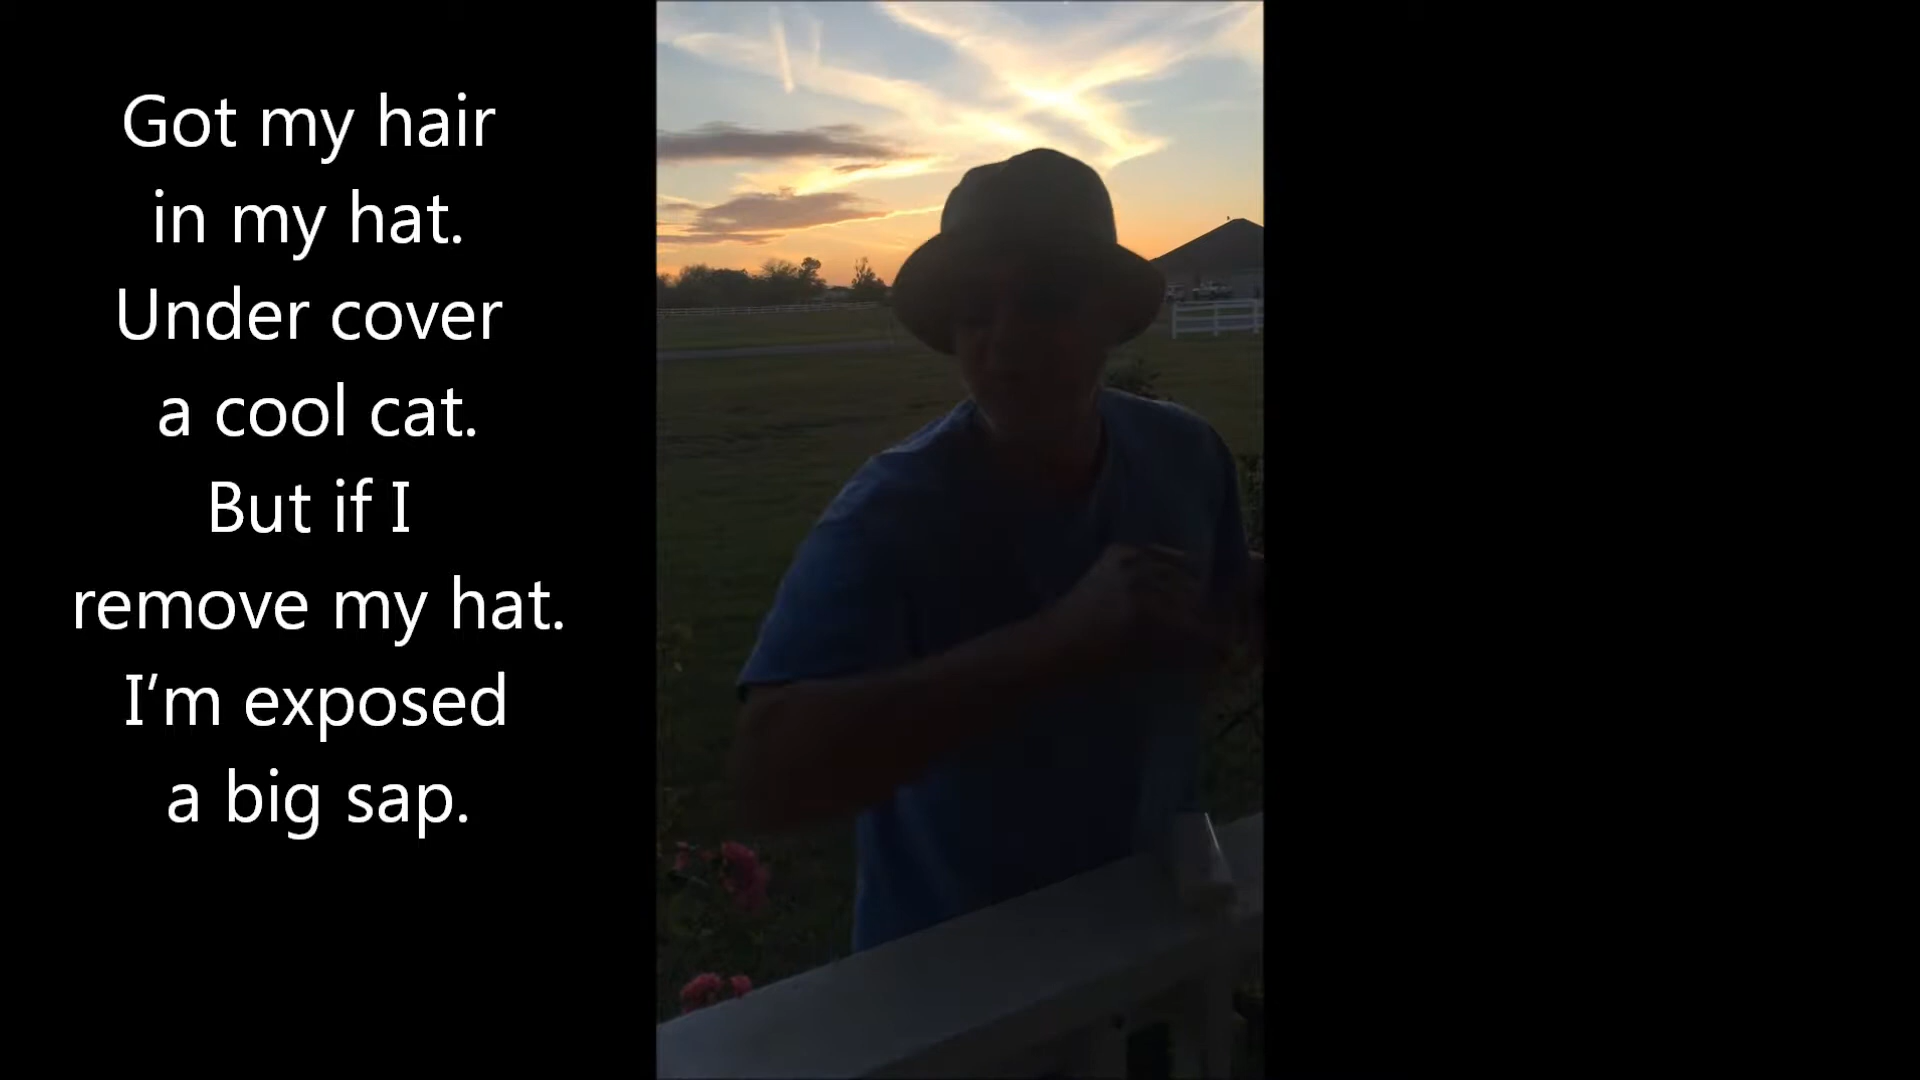 Got my hair
in my hat.
Under cover
a cool cat.
But if I
remove my hat.
I'm exposed
a big sap.